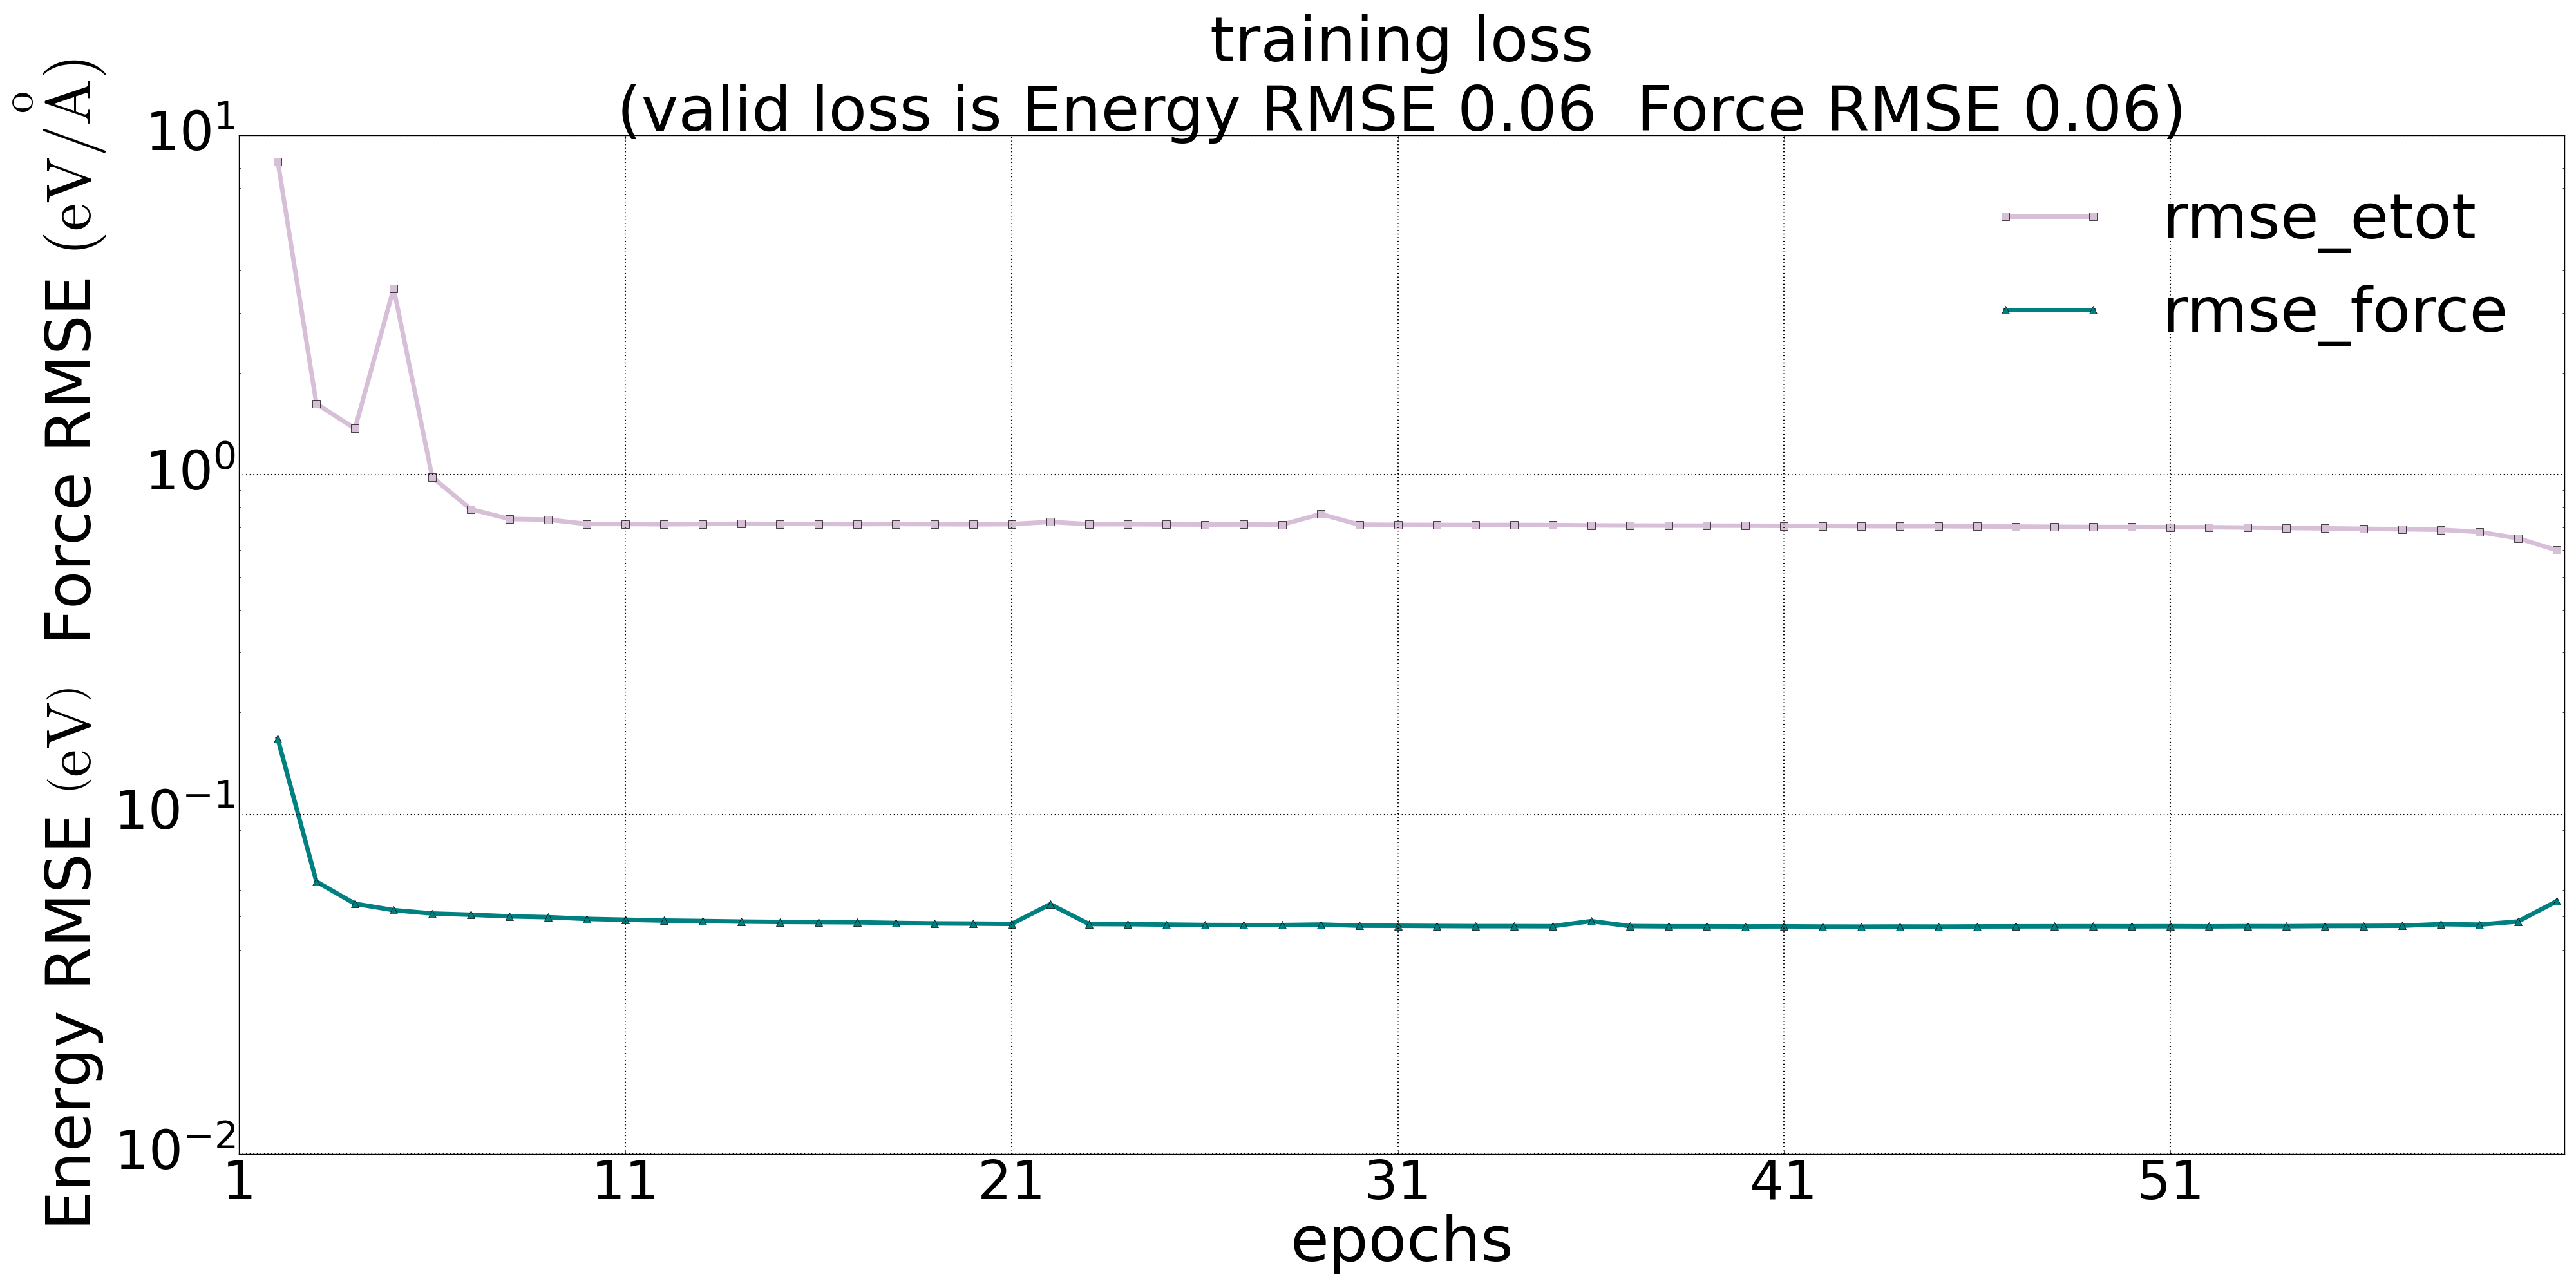 training loss
(valid loss is Energy RMSE 0.06  Force RMSE 0.06)
Energy RMSE (eV)  Force RMSE (eV/Å)
10¹
10⁰
10⁻¹
10⁻²
rmse_etot
rmse_force
1 11 21 31 41 51
epochs